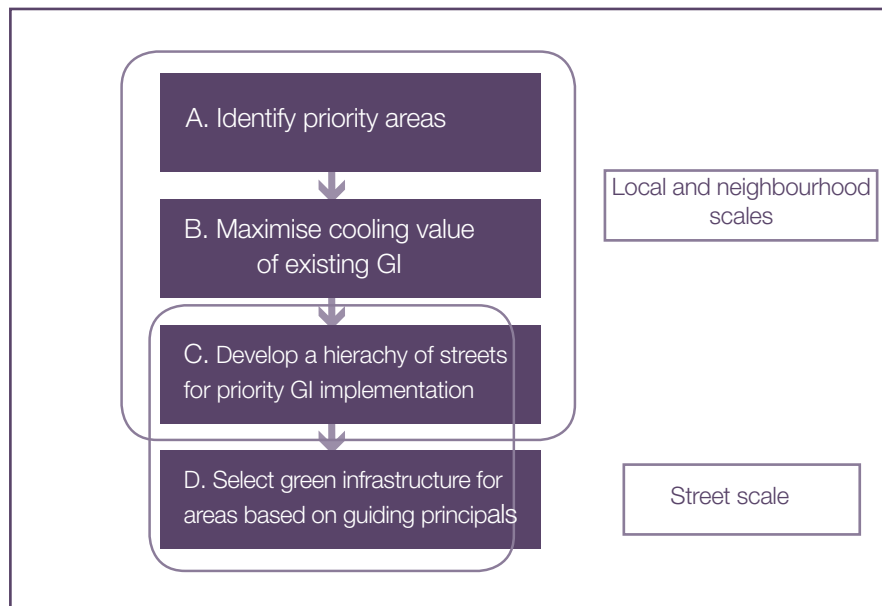 A. Identify priority areas
B. Maximise cooling value
of existing GI
C. Develop a hierachy of streets
for priority GI implementation
D. Select green infrastructure for
areas based on guiding principals
Local and neighbourhood
scales
Street scale